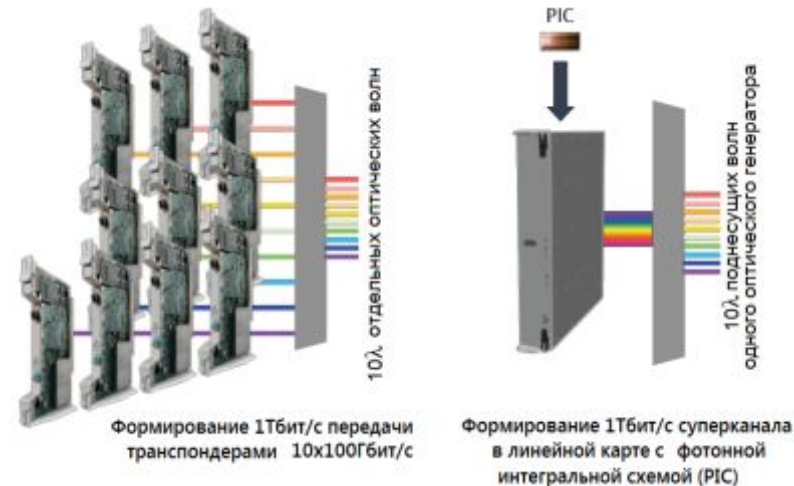 PIC
10λ отдельных оптических волн
10λ поднесущих волн
одного оптического генератора
Формирование 1Тбит/с передачи
транспондерами 10х100Гбит/с
Формирование 1Тбит/с суперканала
в линейной карте с фотонной
интегральной схемой (PIC)